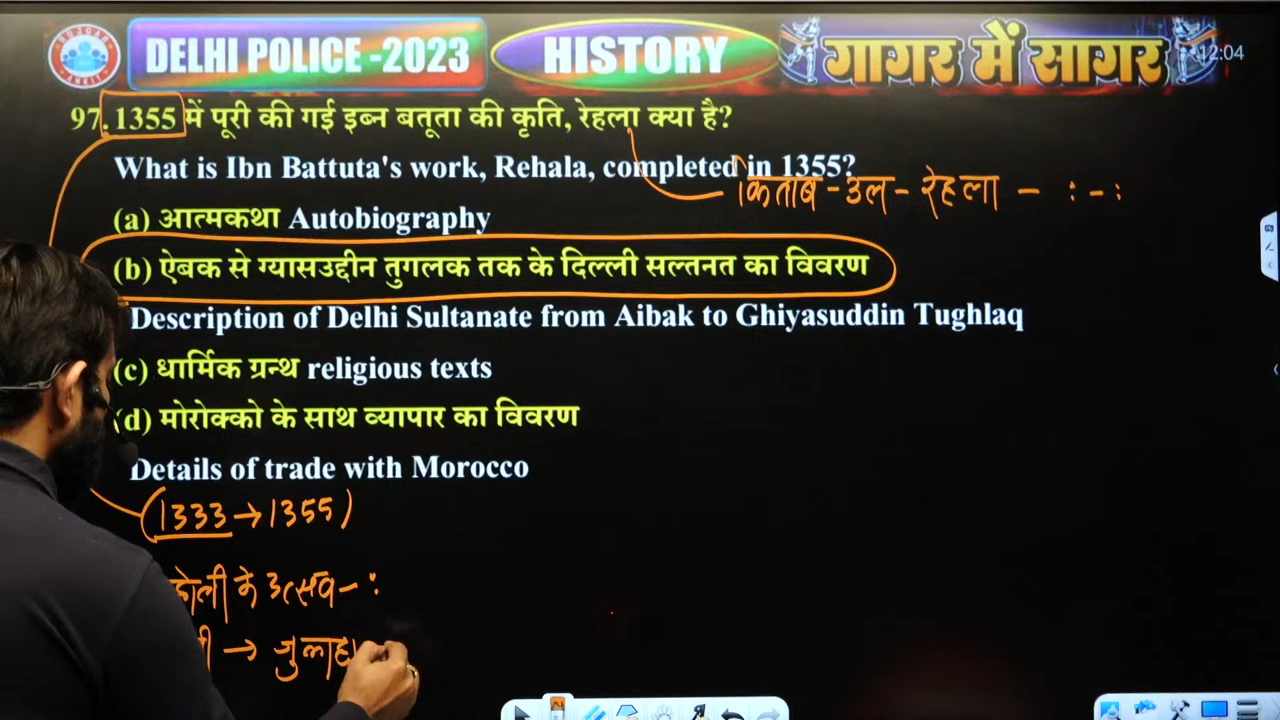 DELHI POLICE -2023 HISTORY गागर में सागर 12:04
97. 1355 में पूरी की गई इब्न बतूता की कृति, रेहला क्या है?
What is Ibn Battuta's work, Rehala, completed in 1355?
किताब-उल-रेहला - : - :
(a) आत्मकथा Autobiography
(b) ऐबक से ग्यासउद्दीन तुगलक तक के दिल्ली सल्तनत का विवरण
Description of Delhi Sultanate from Aibak to Ghiyasuddin Tughlaq
(c) धार्मिक ग्रन्थ religious texts
(d) मोरोक्को के साथ व्यापार का विवरण
Details of trade with Morocco
(1333 → 1355)
होली के उत्सव - :
→ जुलाहा